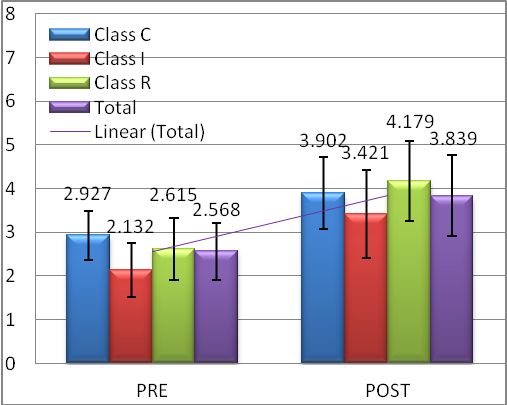 8
7
6
5
4
3
2
1
0
Class C
Class I
Class R
Total
Linear (Total)
2.927
2.132
2.615
2.568
3.902
3.421
4.179
3.839
PRE
POST